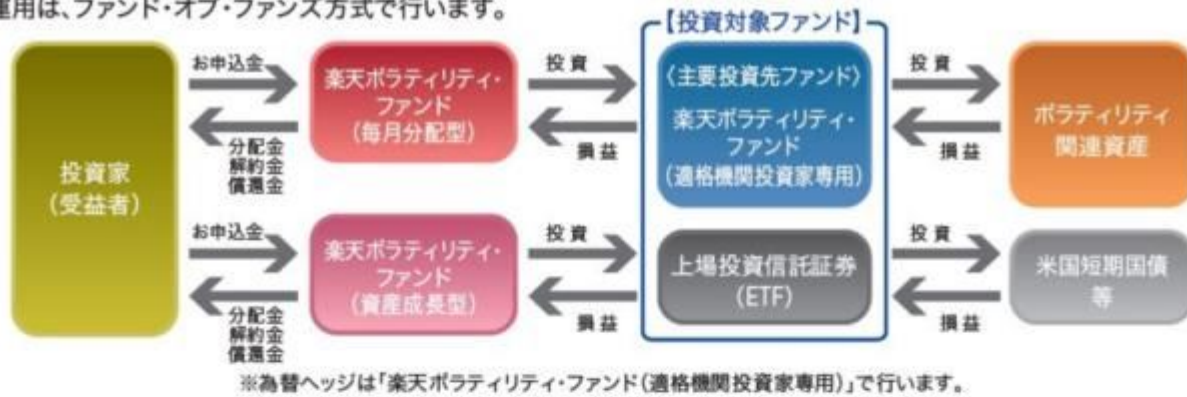 運用は、ファンド・オブ・ファンズ方式で行います。
【投資対象ファンド】
お申込金
分配金
解約金
償還金
投資家
(受益者)
お申込金
分配金
解約金
償還金
楽天ボラティリティ・
ファンド
(毎月分配型)
楽天ボラティリティ・
ファンド
(資産成長型)
投資
損益
投資
損益
〈主要投資先ファンド〉
楽天ボラティリティ・
ファンド
(適格機関投資家専用)
上場投資信託証券
(ETF)
投資
損益
投資
損益
ボラティリティ
関連資産
米国短期国債
等
※為替ヘッジは「楽天ボラティリティ・ファンド(適格機関投資家専用)」で行います。